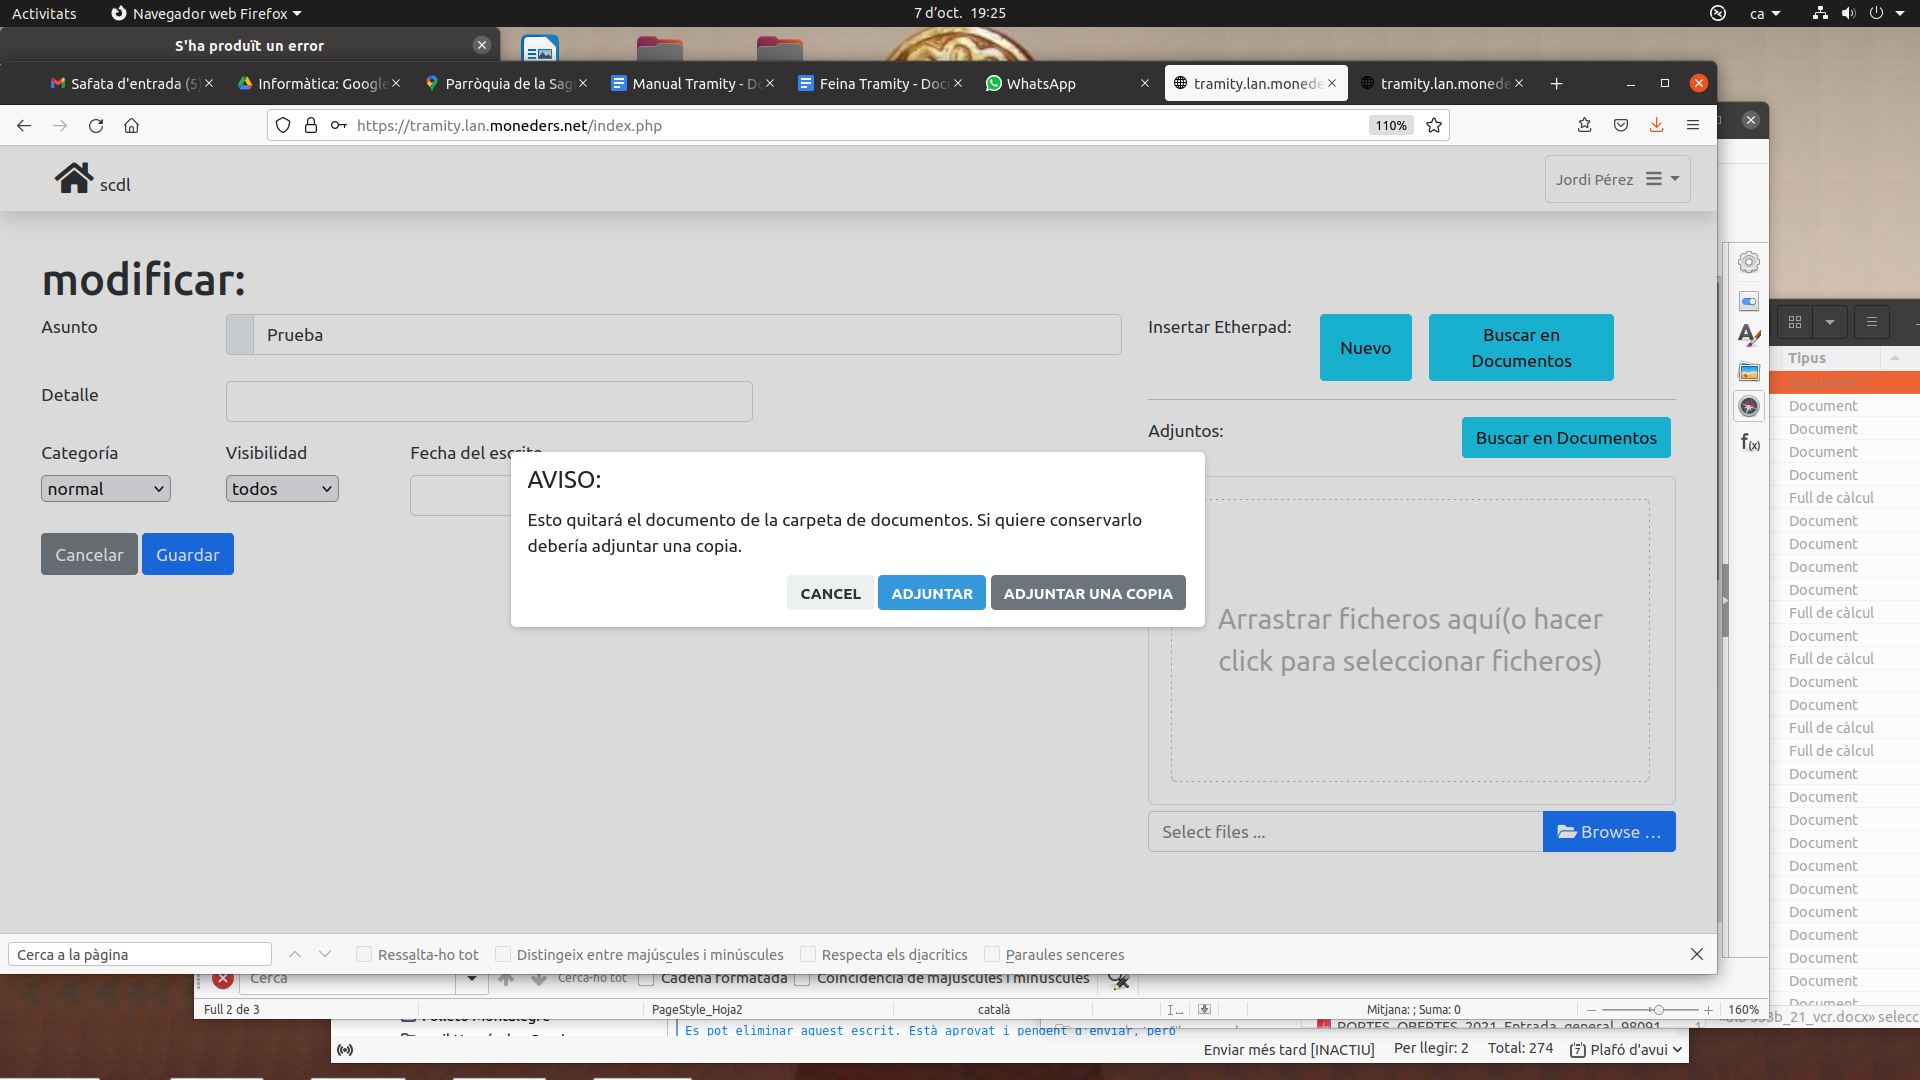 Activitats
Navegador web Firefox
7 d'oct. 19:25
ca
S'ha produït un error
Safata d'entrada (5)
Informàtica: Google
Parròquia de la Sag
Manual Tramity - Do
Feina Tramity - Doc
WhatsApp
tramity.lan.monede
tramity.lan.monede
https://tramity.lan.moneders.net/index.php
110%
scdl
Jordi Pérez
modificar:
Asunto
Prueba
Insertar Etherpad:
Nuevo
Buscar en
Documentos
Detalle
Adjuntos:
Buscar en Documentos
Categoría
Visibilidad
Fecha del escrito
normal
todos
Cancelar
Guardar
AVISO:
Esto quitará el documento de la carpeta de documentos. Si quiere conservarlo
debería adjuntar una copia.
CANCEL
ADJUNTAR
ADJUNTAR UNA COPIA
Arrastrar ficheros aquí(o hacer
click para seleccionar ficheros)
Select files ...
Browse ...
Tipus
Document
Document
Document
Document
Document
Full de càlcul
Document
Document
Document
Document
Full de càlcul
Document
Full de càlcul
Document
Document
Full de càlcul
Full de càlcul
Document
Document
Document
Document
Document
Document
Document
Document
Document
Document
Document
Cerca a la pàgina
Ressalta-ho tot
Distingeix entre majúscules i minúscules
Respecta els diacrítics
Paraules senceres
Cerca
Cerca-ho tot
Cadena formatada
Coincidència de majúscules i minúscules
Full 2 de 3
PageStyle_Hoja2
català
Mitjana: ; Suma: 0
160%
Es pot eliminar aquest escrit. Està aprovat i pendent d'enviar, però
PORTES_OBERTES_2021_Entrada_general_98091
33b_21_vcr.docx» selecc
Enviar més tard [INACTIU]
Per llegir: 2
Total: 274
7
Plafó d'avui